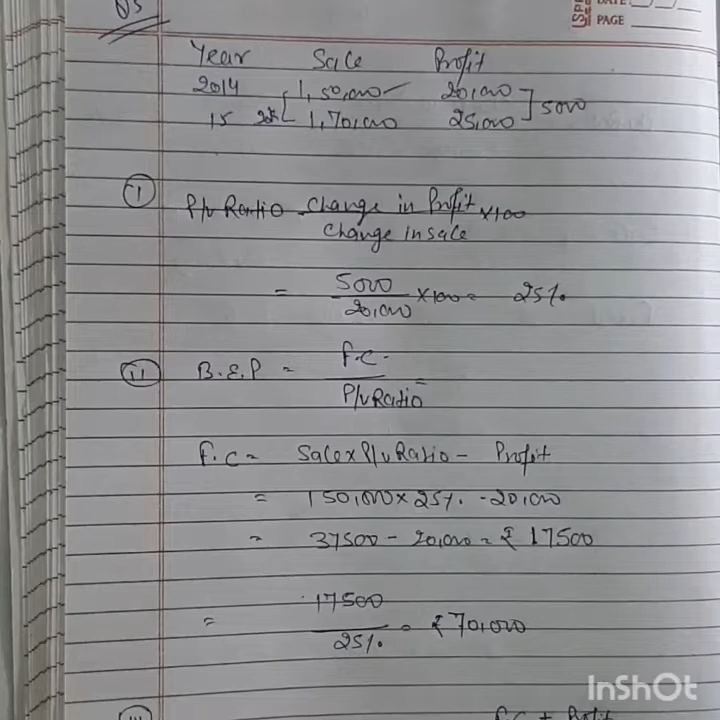 Q5
DATE
PAGE
Year Sale Profit
2014 1,50,000 20,000
15 1,70,000 25,000 ] 5000
(i) P/v Ratio Change in Profit ×100
Change in sale
= 5000 ×100 = 25%.
20,000
(ii) B.E.P = F.C.
P/v Ratio =
F.C = Sale×P/v Ratio - Profit
= 150,000×25%. - 20,000
= 37500 - 20,000 = ₹ 17500
= 17500 = ₹70,000
25%.
(iii) F.C + Profit
InShOt